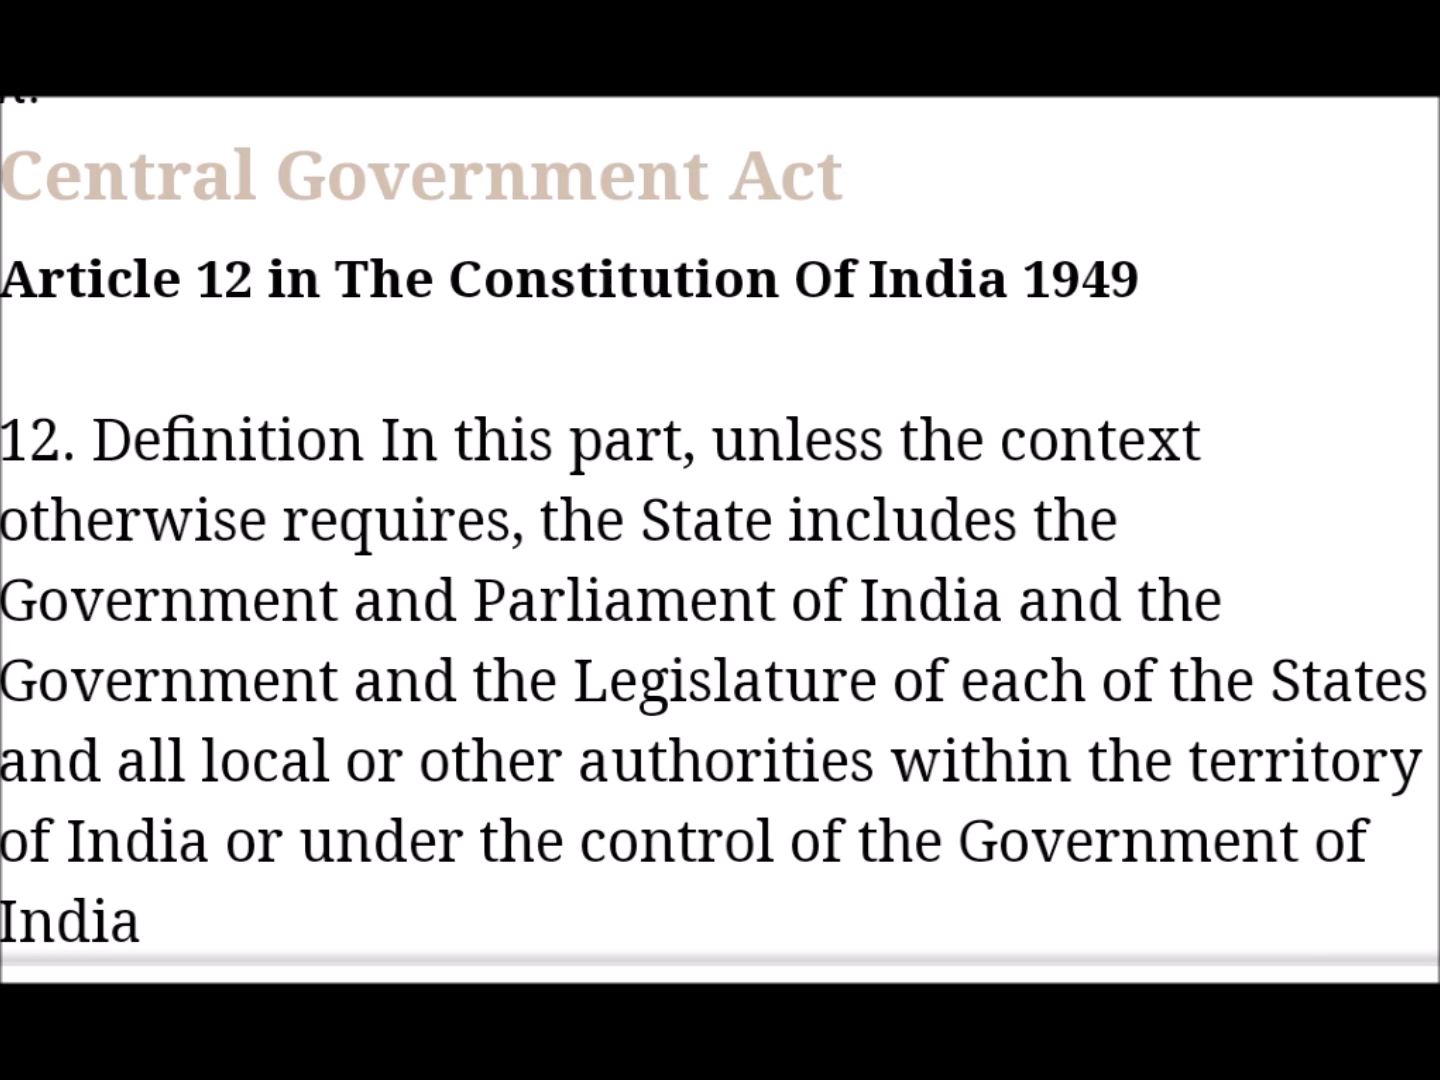 Central Government Act
Article 12 in The Constitution Of India 1949
12. Definition In this part, unless the context
otherwise requires, the State includes the
Government and Parliament of India and the
Government and the Legislature of each of the States
and all local or other authorities within the territory
of India or under the control of the Government of
India